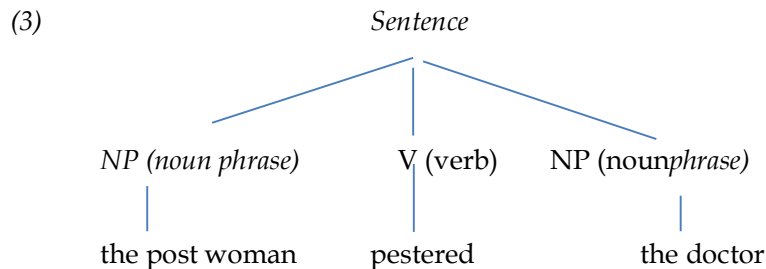 (3) Sentence
NP (noun phrase) V (verb) NP (nounphrase)
the post woman pestered the doctor